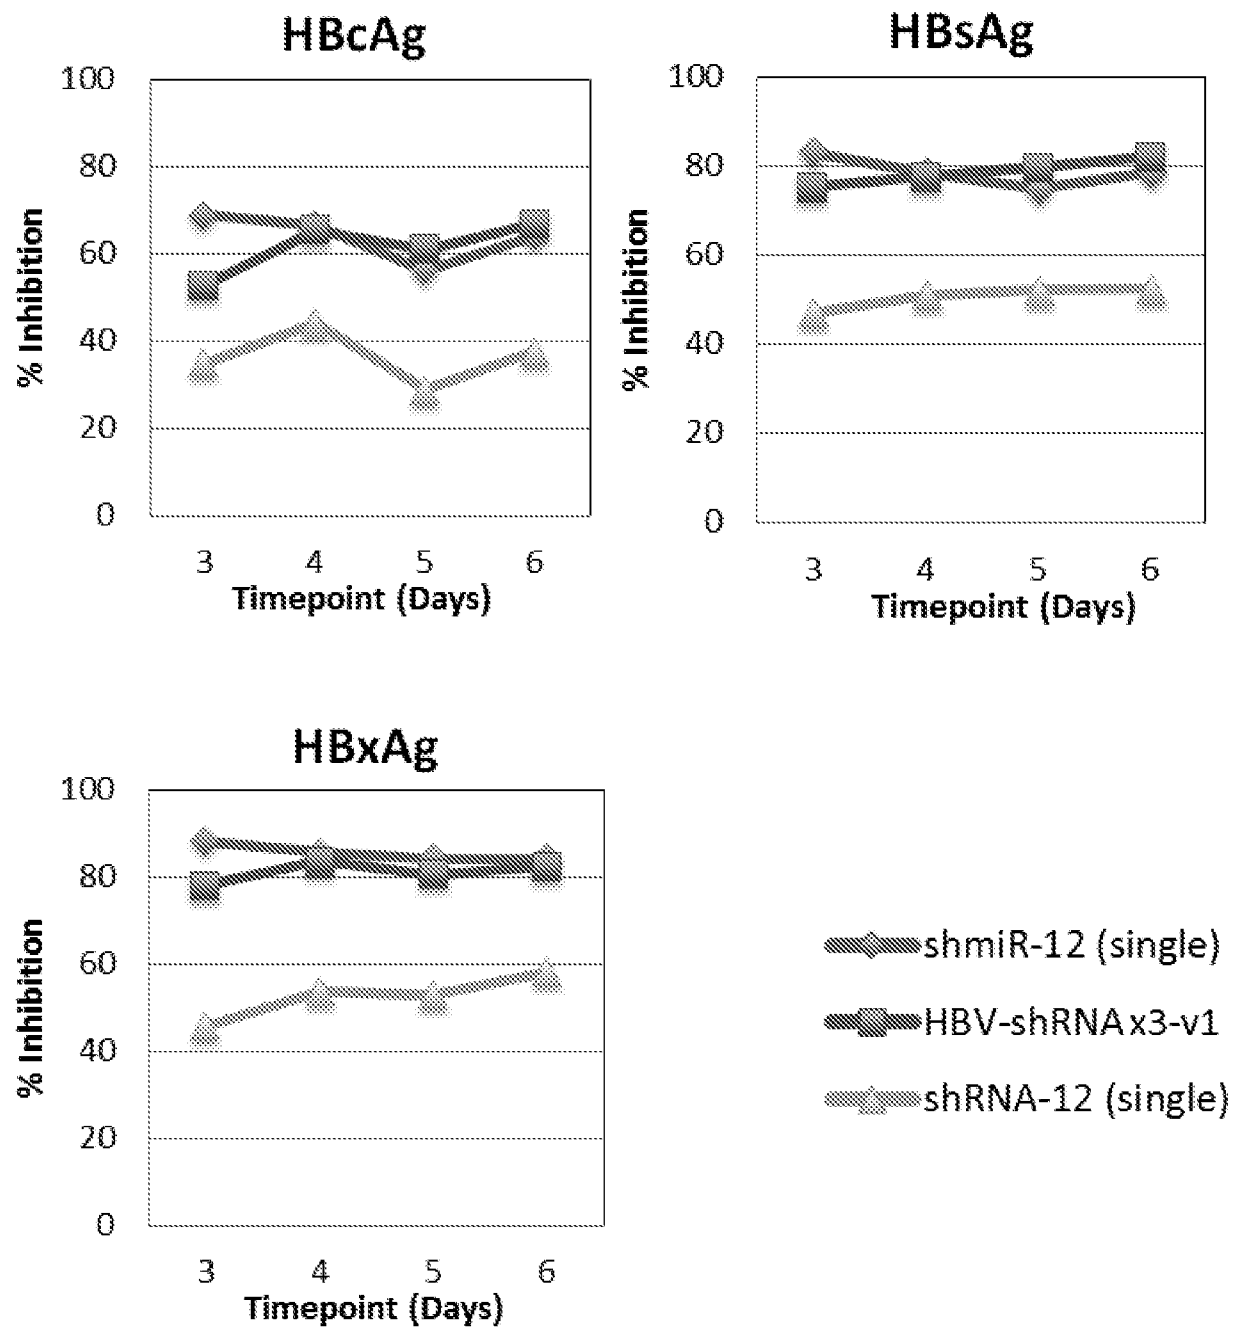 HBcAg
100
80
60
40
20
0
% Inhibition
3 4 5 6
Timepoint (Days)
HBsAg
100
80
60
40
20
0
% Inhibition
3 4 5 6
Timepoint (Days)
HBxAg
100
80
60
40
20
0
% Inhibition
3 4 5 6
Timepoint (Days)
shmiR-12 (single)
HBV-shRNAx3-v1
shRNA-12 (single)